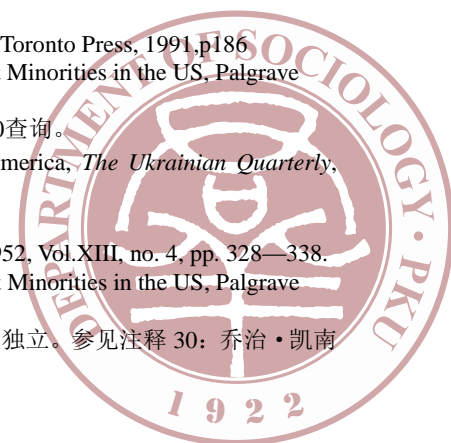 Toronto Press, 1991,p186
Minorities in the US, Palgrave
0查询。
merica, The Ukrainian Quarterly,
952, Vol.XIII, no. 4, pp. 328—338.
Minorities in the US, Palgrave
独立。参见注释 30：乔治•凯南
DEPARTMENT OF SOCIOLOGY · PKU
1922